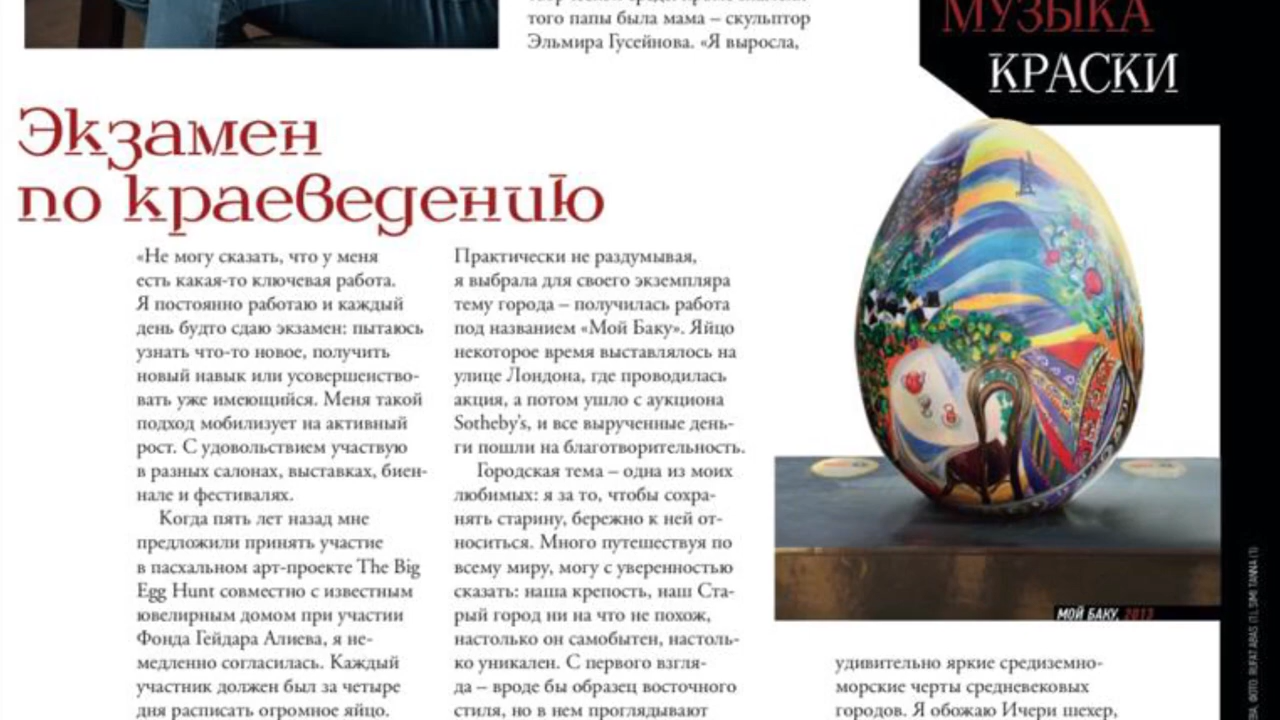 того папы была мама – скульптор
Эльмира Гусейнова. «Я выросла,
МУЗЫКА
КРАСКИ
Экзамен
по краеведению
«Не могу сказать, что у меня
есть какая-то ключевая работа.
Я постоянно работаю и каждый
день будто сдаю экзамен: пытаюсь
узнать что-то новое, получить
новый навык или усовершенство-
вать уже имеющийся. Меня такой
подход мобилизует на активный
рост. С удовольствием участвую
в разных салонах, выставках, биен-
нале и фестивалях.
Когда пять лет назад мне
предложили принять участие
в пасхальном арт-проекте The Big
Egg Hunt совместно с известным
ювелирным домом при участии
Фонда Гейдара Алиева, я не-
медленно согласилась. Каждый
участник должен был за четыре
дня расписать огромное яйцо.
Практически не раздумывая,
я выбрала для своего экземпляра
тему города – получилась работа
под названием «Мой Баку». Яйцо
некоторое время выставлялось на
улице Лондона, где проводилась
акция, а потом ушло с аукциона
Sotheby's, и все вырученные день-
ги пошли на благотворительность.
Городская тема – одна из моих
любимых: я за то, чтобы сохра-
нять старину, бережно к ней от-
носиться. Много путешествуя по
всему миру, могу с уверенностью
сказать: наша крепость, наш Ста-
рый город ни на что не похож,
настолько он самобытен, настоль-
ко уникален. С первого взгля-
да – вроде бы образец восточного
стиля, но в нем проглядывают
МОЙ БАКУ, 2013
удивительно яркие средиземно-
морские черты средневековых
городов. Я обожаю Ичери шехер,
ФОТО: RUFAT ABAS (1), SIMI TANNA (1)